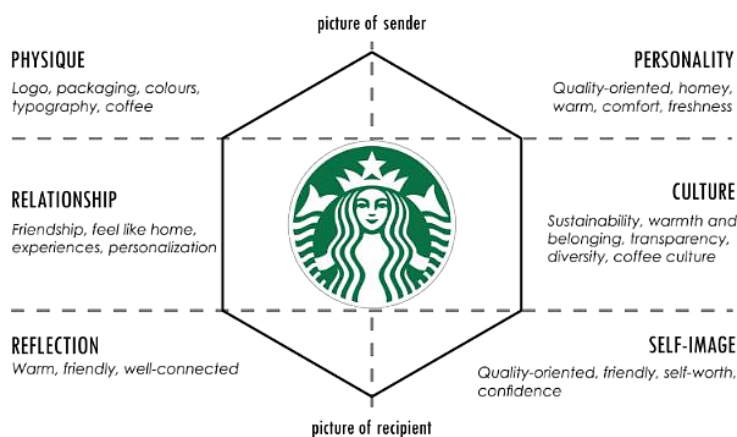 picture of sender
PHYSIQUE
Logo, packaging, colours,
typography, coffee
PERSONALITY
Quality-oriented, homey,
warm, comfort, freshness
RELATIONSHIP
Friendship, feel like home,
experiences, personalization
CULTURE
Sustainability, warmth and
belonging, transparency,
diversity, coffee culture
REFLECTION
Warm, friendly, well-connected
SELF-IMAGE
Quality-oriented, friendly, self-worth,
confidence
picture of recipient